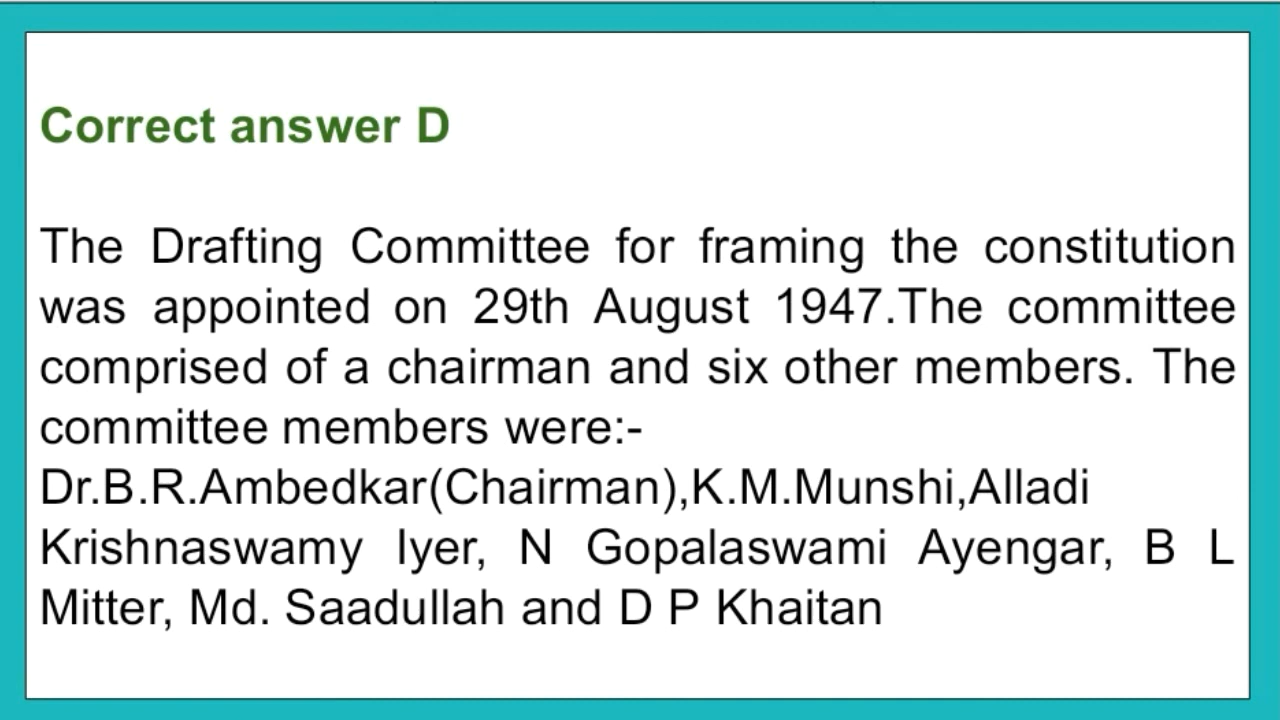 Correct answer D
The Drafting Committee for framing the constitution
was appointed on 29th August 1947.The committee
comprised of a chairman and six other members. The
committee members were:-
Dr.B.R.Ambedkar(Chairman),K.M.Munshi,Alladi
Krishnaswamy Iyer, N Gopalaswami Ayengar, B L
Mitter, Md. Saadullah and D P Khaitan